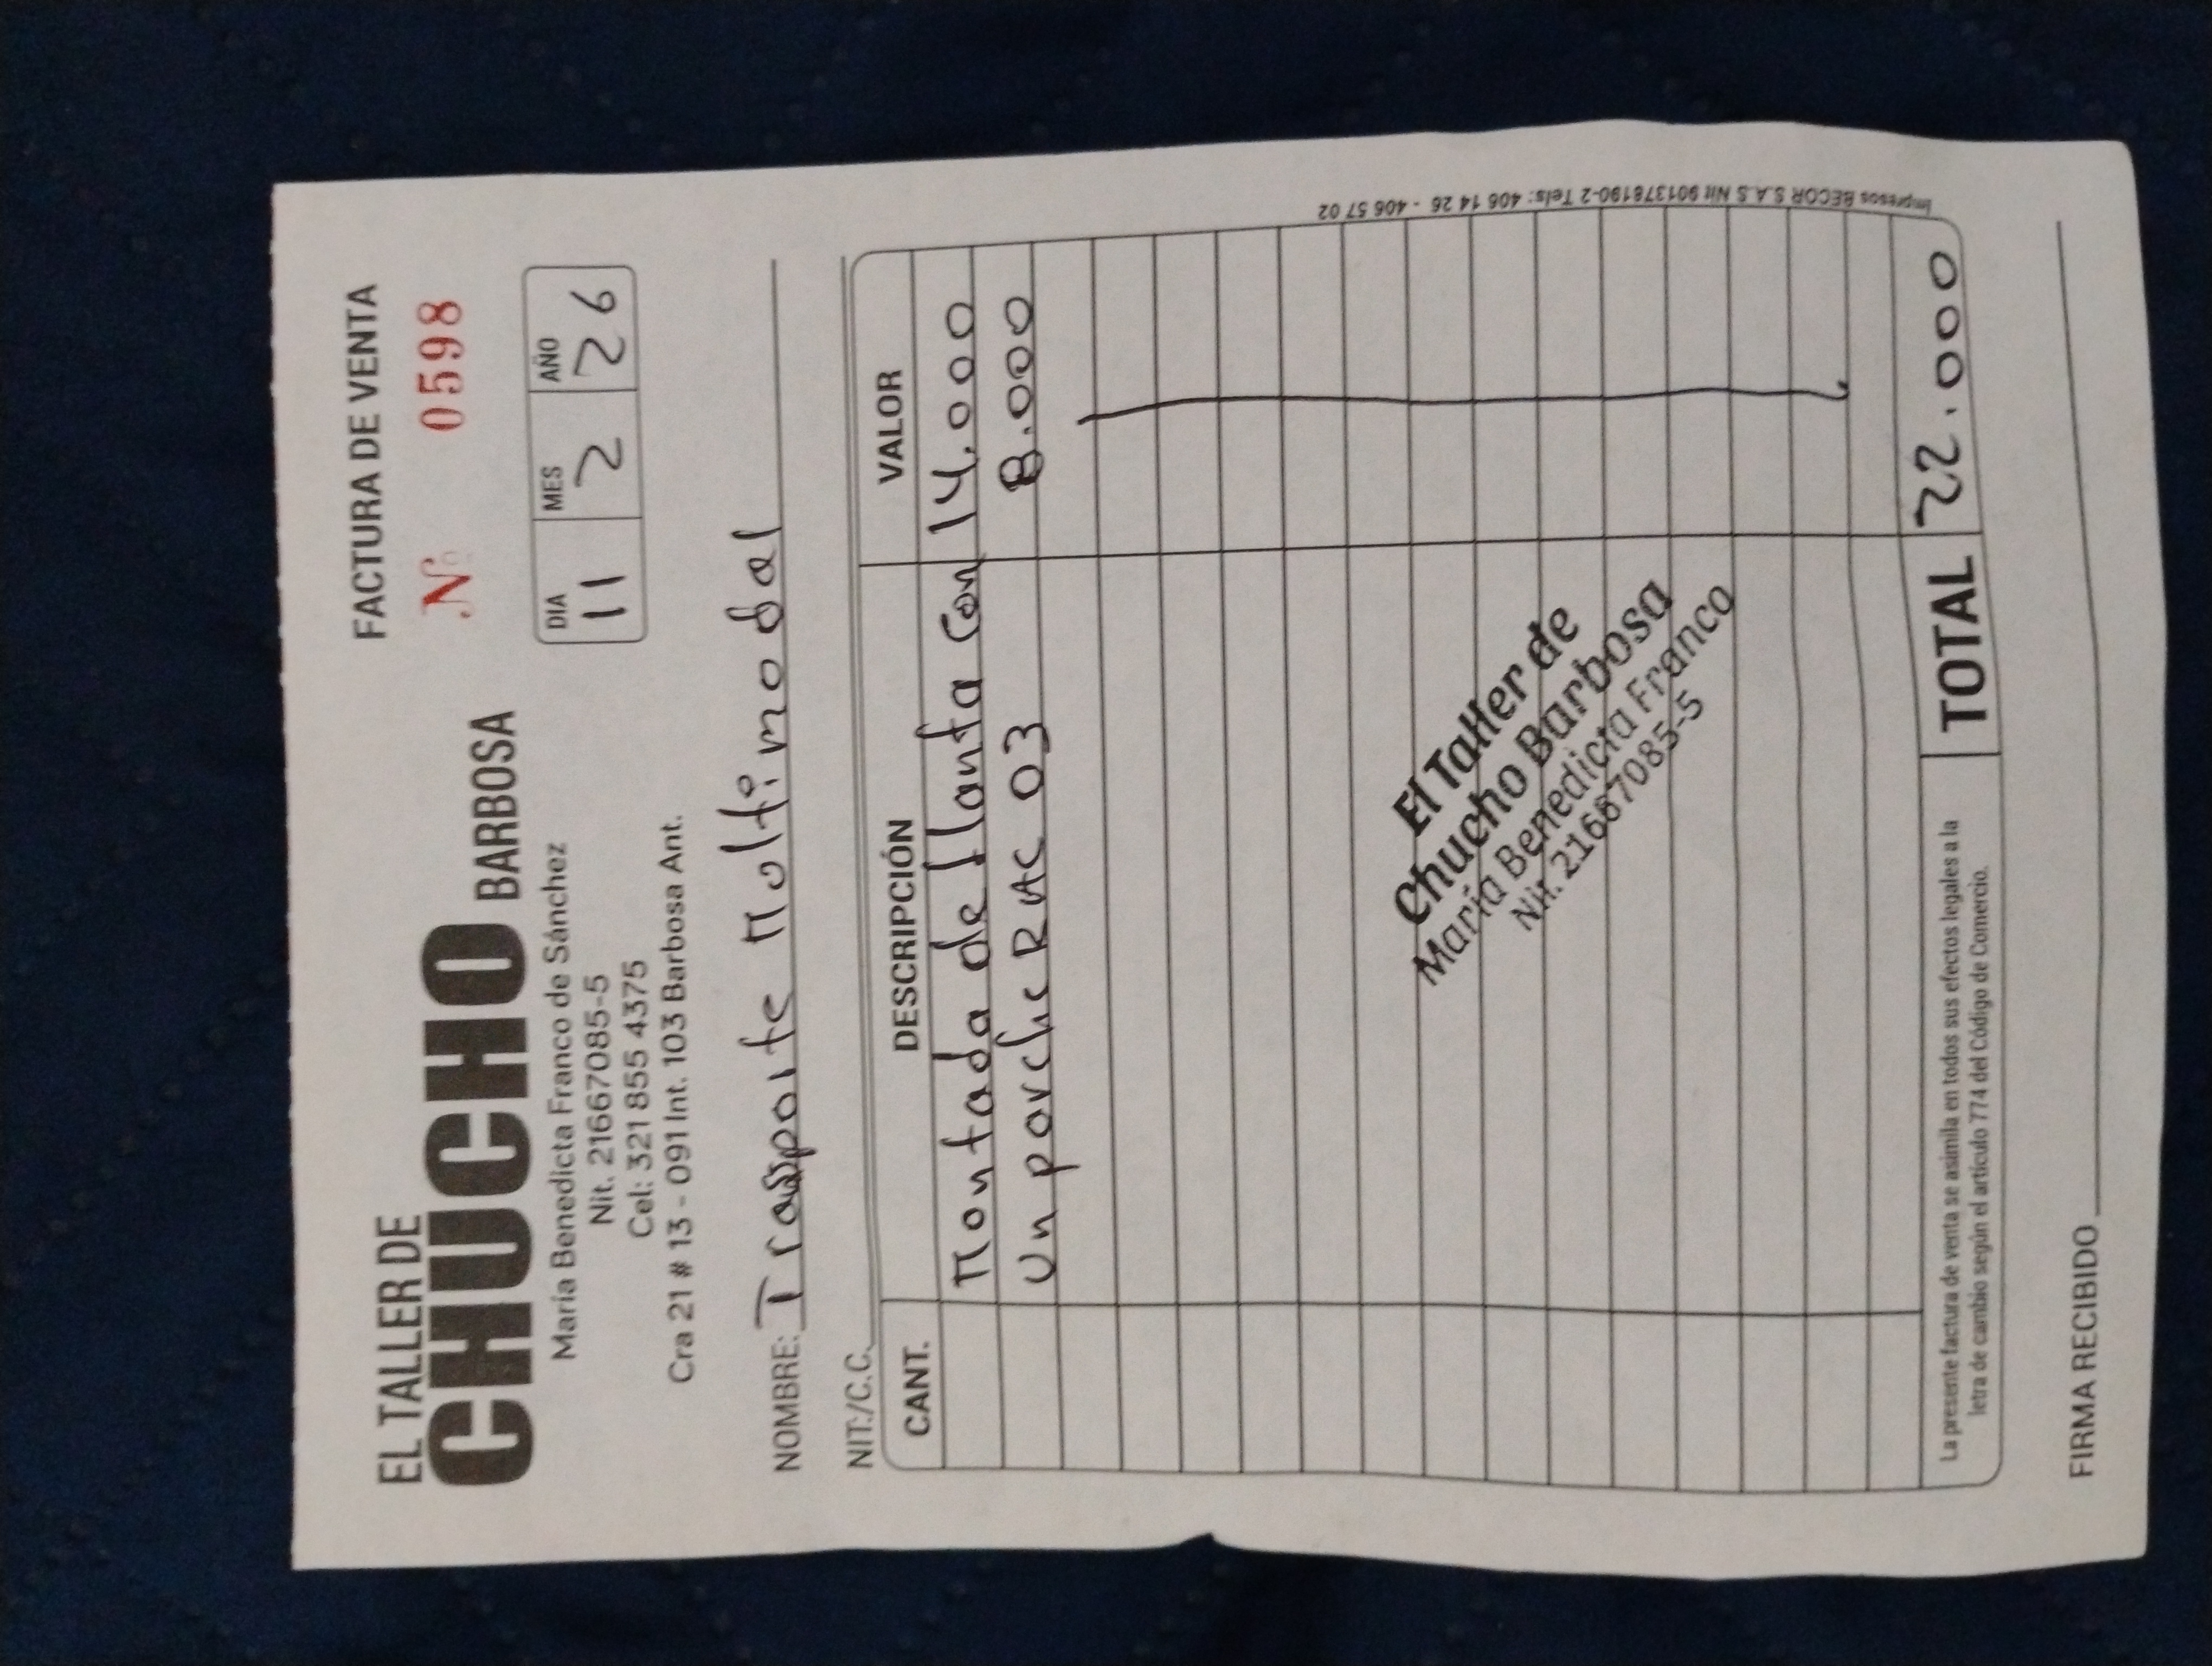 EL TALLER DE
CHUCHO BARBOSA
María Benedicta Franco de Sánchez
Nit. 21667085-5
Cel: 321 855 4375
Cra 21 # 13 - 091 Int. 103 Barbosa Ant.
FACTURA DE VENTA
Nº 0598
DIA MES AÑO
11 2 26
NOMBRE: Trasporte Moltimodal
NIT./C.C.
CANT. DESCRIPCIÓN VALOR
Montada de llanta Con 14.000
Un parche RAC 03 8.000
El Taller de
Chucho Barbosa
María Benedicta Franco
Nit. 21667085-5
La presente factura de venta se asimila en todos sus efectos legales a la
letra de cambio según el artículo 774 del Código de Comercio.
TOTAL 22.000
FIRMA RECIBIDO
Impresos BECOR S.A.S Nit 901378190-2 Tels: 406 14 26 - 406 57 02